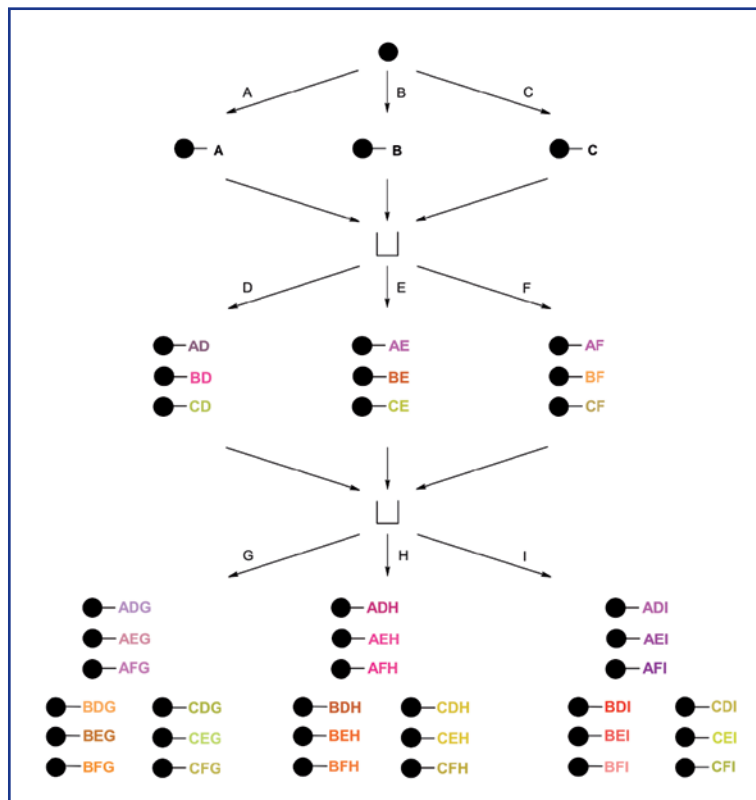 A B C
A B C
D E F
AD AE AF
BD BE BF
CD CE CF
G H I
ADG ADH ADI
AEG AEH AEI
AFG AFH AFI
BDG CDG BDH CDH BDI CDI
BEG CEG BEH CEH BEI CEI
BFG CFG BFH CFH BFI CFI